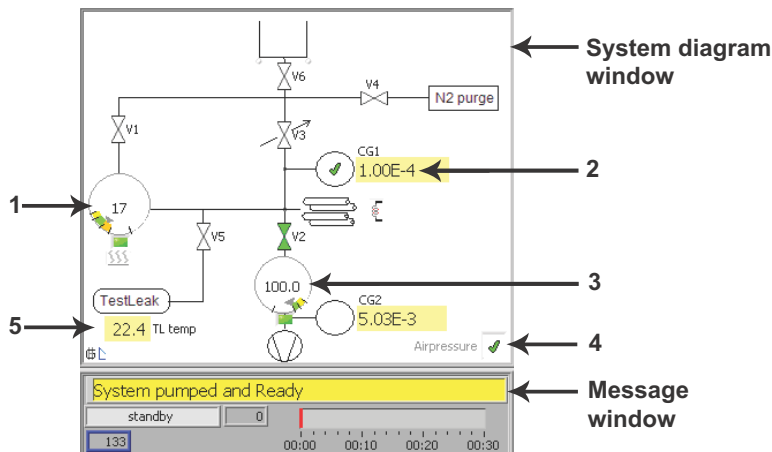 V6
V4
N2 purge
System diagram
window
V1
V3
CG1
1.00E-4
2
1
17
V5
V2
TestLeak
100.0
3
CG2
5.03E-3
5
22.4 TL temp
Airpressure
4
System pumped and Ready
Message
window
standby
0
133
00:00 00:10 00:20 00:30